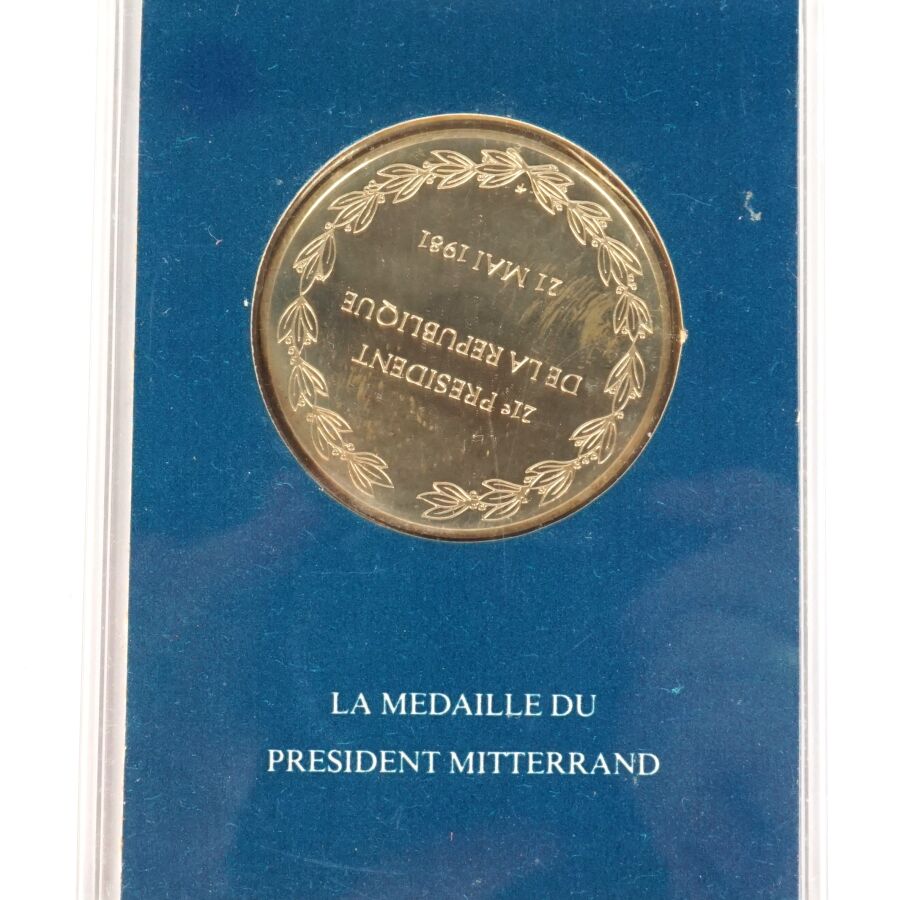 21e PRESIDENT
DE LA REPUBLIQUE
21 MAI 1981
LA MEDAILLE DU
PRESIDENT MITTERRAND